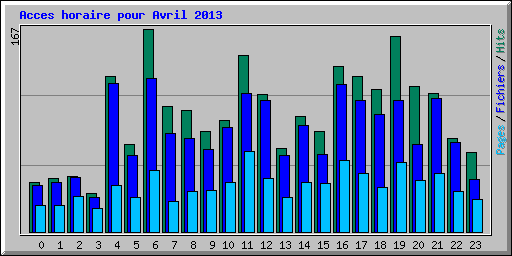 Acces horaire pour Avril 2013
167
Pages / Fichiers / Hits
0 1 2 3 4 5 6 7 8 9 10 11 12 13 14 15 16 17 18 19 20 21 22 23